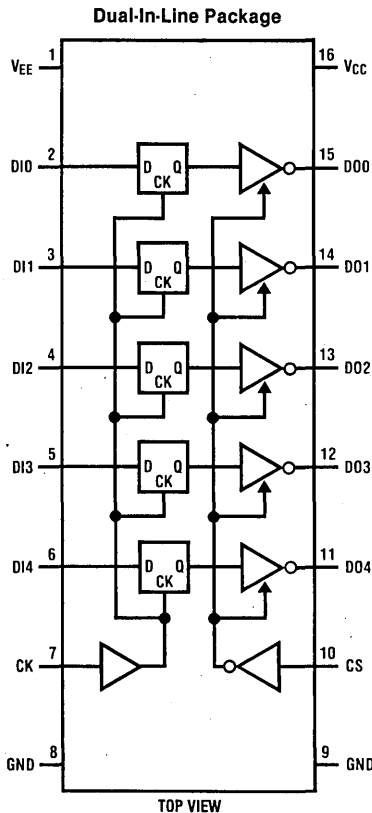 Dual-In-Line Package
1 16
VEE VCC
2 15
DI0 D Q DO0
CK
3 14
DI1 D Q DO1
CK
4 13
DI2 D Q DO2
CK
5 12
DI3 D Q DO3
CK
6 11
DI4 D Q DO4
CK
7 10
CK CS
8 9
GND GND
TOP VIEW